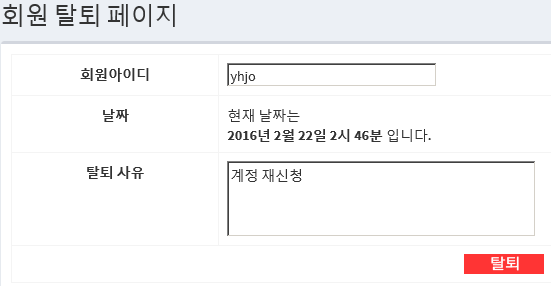 회원 탈퇴 페이지
회원아이디
yhjo
날짜
현재 날짜는
2016년 2월 22일 2시 46분 입니다.
탈퇴 사유
계정 재신청
탈퇴